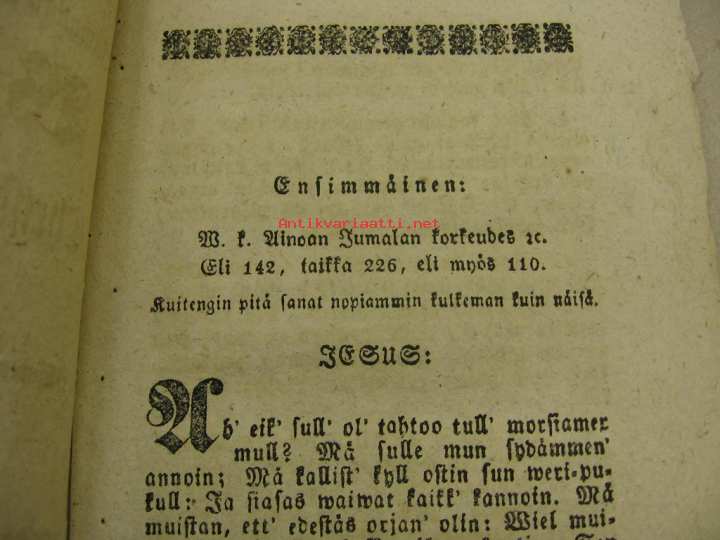 Ensimmäinen:
Antikvariaatti.net
W. k. Ainoan Jumalan korkeudes ꝛc.
Eli 142, taikka 226, eli myös 110.
Kuitengin pitä sanat nopiammin kulkeman kuin näisä.
JESUS:
Ah' eik' sull' ol' tahtoo tull' morsiamer
mull? Mä sulle mun sydämmen'
annoin; Mä kallist' kyll ostin sun weri-pu-
kull: Ja siasas waiwat kaikk' kannoin. Mä
muistan, ett' edestäs orjan' olin: Wiel mui-